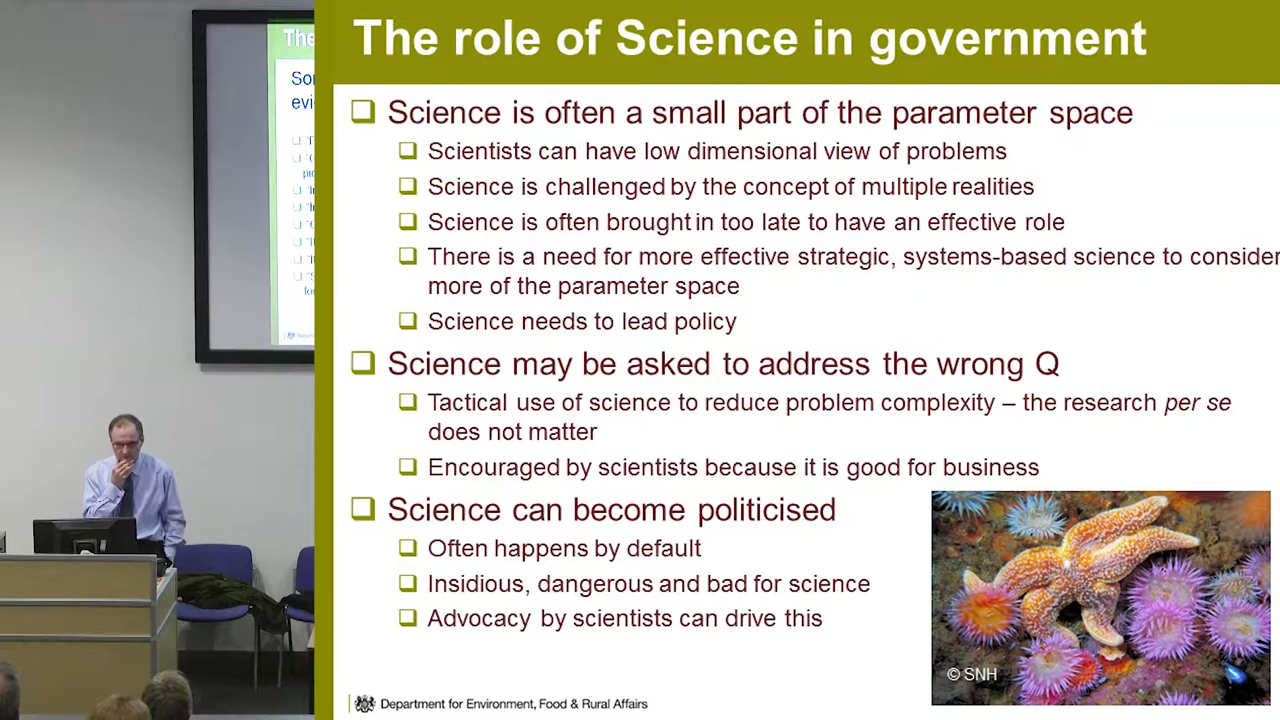 The role of Science in government
Science is often a small part of the parameter space
Scientists can have low dimensional view of problems
Science is challenged by the concept of multiple realities
Science is often brought in too late to have an effective role
There is a need for more effective strategic, systems-based science to consider
more of the parameter space
Science needs to lead policy
Science may be asked to address the wrong Q
Tactical use of science to reduce problem complexity – the research per se
does not matter
Encouraged by scientists because it is good for business
Science can become politicised
Often happens by default
Insidious, dangerous and bad for science
Advocacy by scientists can drive this
© SNH
Department for Environment, Food & Rural Affairs
The